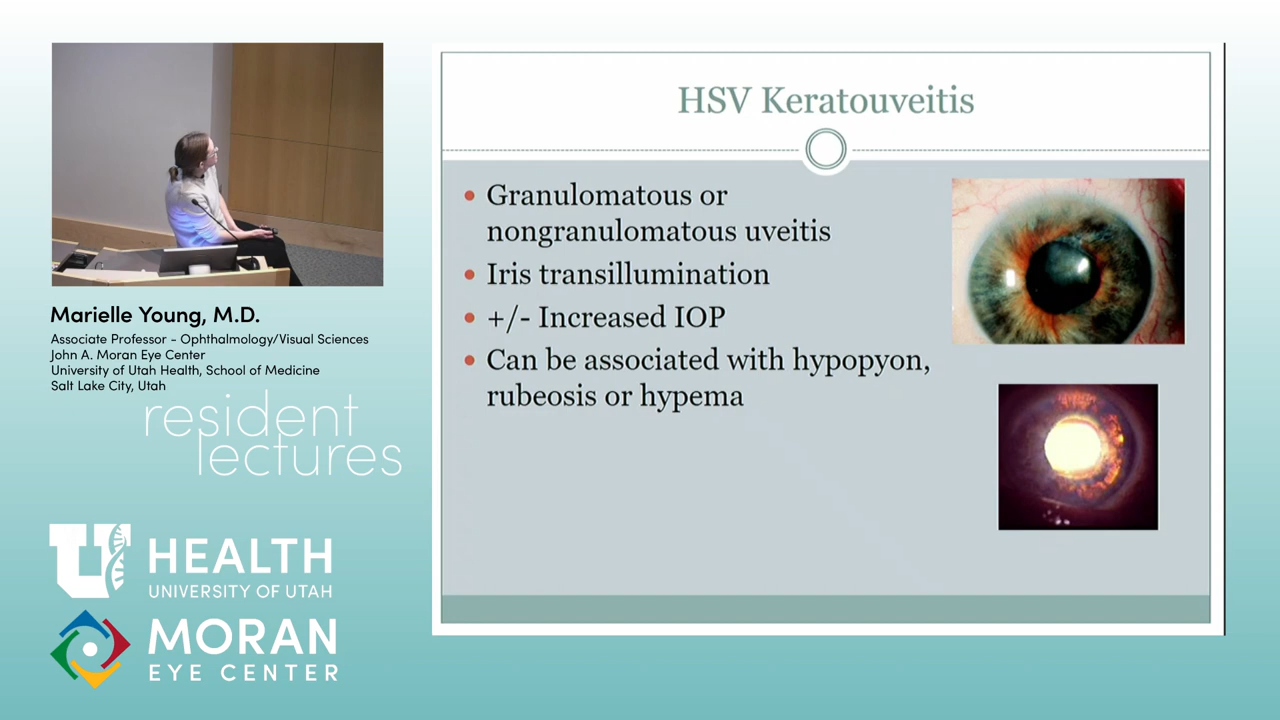 Marielle Young, M.D.
Associate Professor - Ophthalmology/Visual Sciences
John A. Moran Eye Center
University of Utah Health, School of Medicine
Salt Lake City, Utah
resident
lectures
U HEALTH
UNIVERSITY OF UTAH
MORAN
EYE CENTER
HSV Keratouveitis
Granulomatous or
nongranulomatous uveitis
Iris transillumination
+/- Increased IOP
Can be associated with hypopyon,
rubeosis or hypema